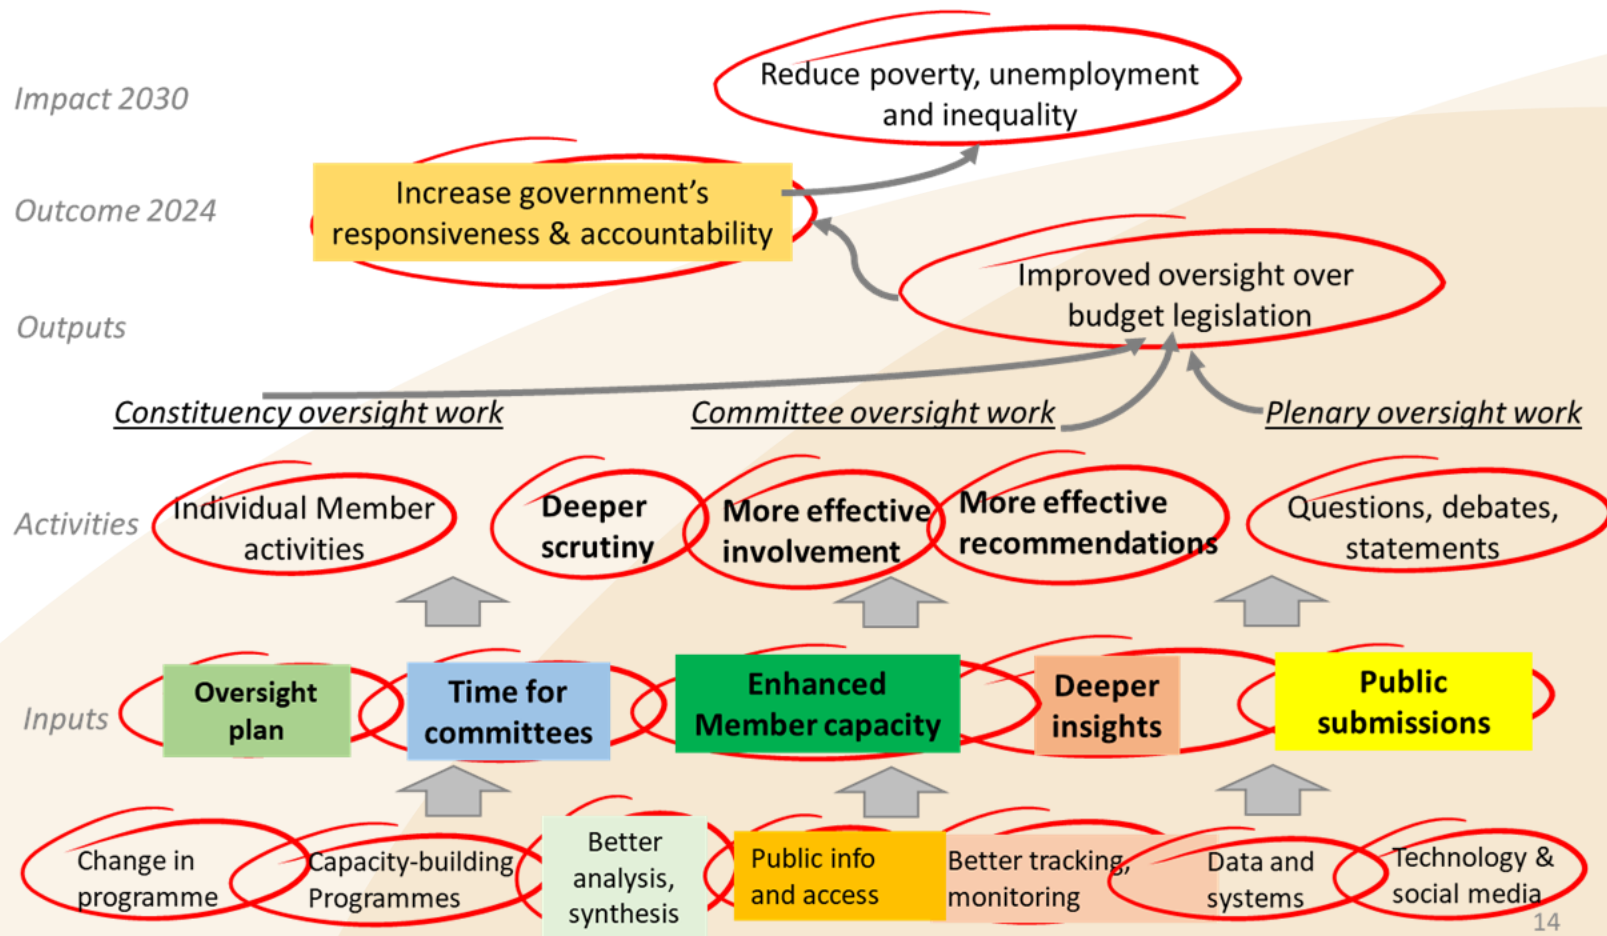 Impact 2030
Reduce poverty, unemployment
and inequality
Outcome 2024
Increase government’s
responsiveness & accountability
Outputs
Improved oversight over
budget legislation
Constituency oversight work
Committee oversight work
Plenary oversight work
Activities
Individual Member
activities
Deeper
scrutiny
More effective
involvement
More effective
recommendations
Questions, debates,
statements
Inputs
Oversight
plan
Time for
committees
Enhanced
Member capacity
Deeper
insights
Public
submissions
Change in
programme
Capacity-building
Programmes
Better
analysis,
synthesis
Public info
and access
Better tracking,
monitoring
Data and
systems
Technology &
social media
14